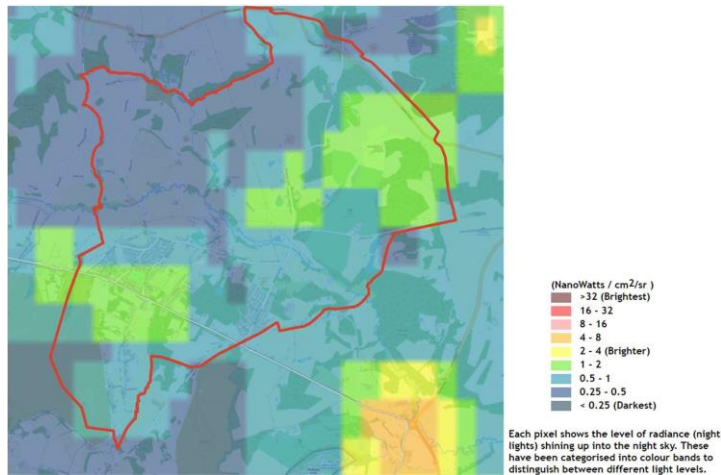 (NanoWatts / cm2/sr )
>32 (Brightest)
16 - 32
8 - 16
4 - 8
2 - 4 (Brighter)
1 - 2
0.5 - 1
0.25 - 0.5
< 0.25 (Darkest)
Each pixel shows the level of radiance (night
lights) shining up into the night sky. These
have been categorised into colour bands to
distinguish between different light levels.